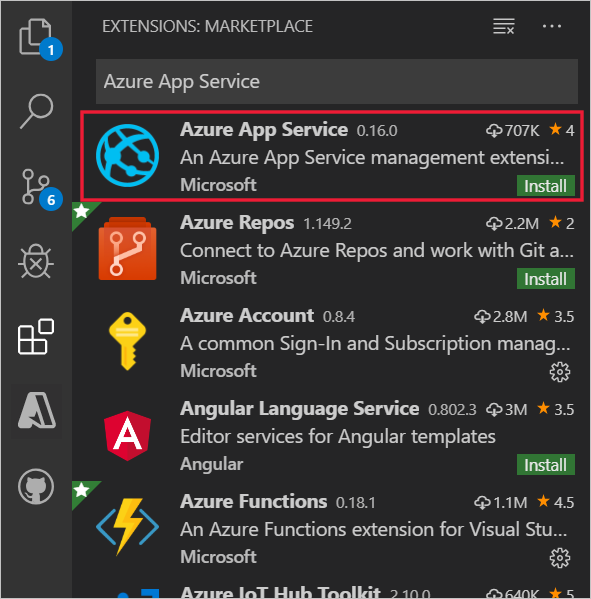 EXTENSIONS: MARKETPLACE
1
Azure App Service
Azure App Service 0.16.0 707K 4
An Azure App Service management extensi...
Microsoft Install
6
Azure Repos 1.149.2 2.2M 2
Connect to Azure Repos and work with Git a...
Microsoft Install
Azure Account 0.8.4 2.8M 3.5
A common Sign-In and Subscription manag...
Microsoft
Angular Language Service 0.802.3 3M 3.5
Editor services for Angular templates
Angular Install
Azure Functions 0.18.1 1.1M 4.5
An Azure Functions extension for Visual Stu...
Microsoft
Azure IoT Hub Toolkit 2.10.0 640K 5